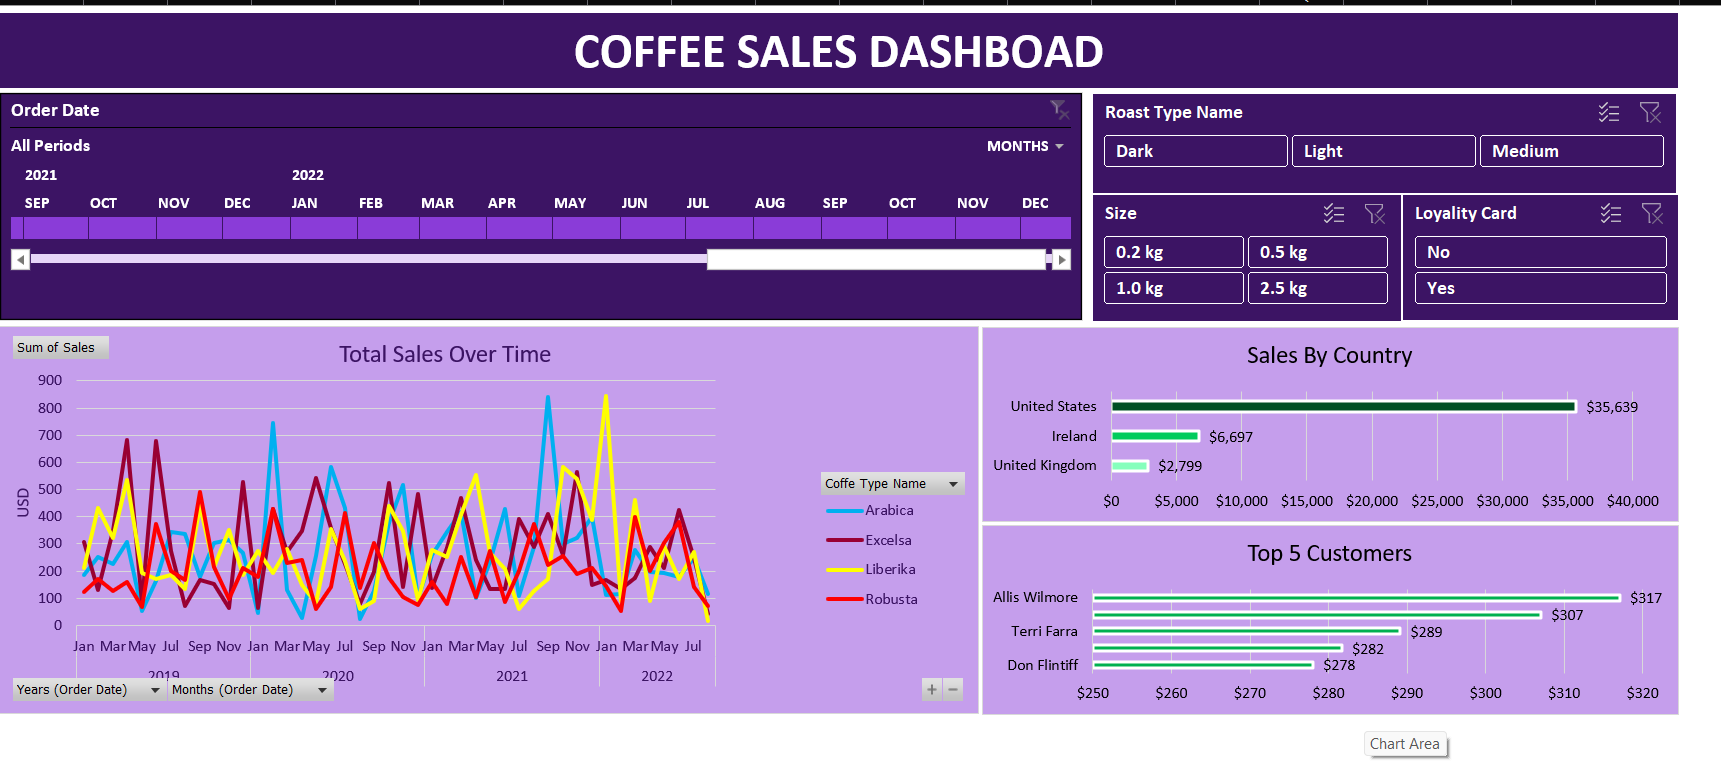 COFFEE SALES DASHBOAD
Order Date
All Periods
MONTHS
2021 2022
SEP OCT NOV DEC JAN FEB MAR APR MAY JUN JUL AUG SEP OCT NOV DEC
Roast Type Name
Dark Light Medium
Size
0.2 kg 0.5 kg
1.0 kg 2.5 kg
Loyality Card
No
Yes
Sum of Sales
Total Sales Over Time
900
800
700
600
500
400
300
200
100
0
USD
Jan Mar May Jul Sep Nov Jan Mar May Jul Sep Nov Jan Mar May Jul Sep Nov Jan Mar May Jul
2019 2020 2021 2022
Years (Order Date) Months (Order Date)
Coffe Type Name
Arabica
Excelsa
Liberika
Robusta
+ −
Sales By Country
United States $35,639
Ireland $6,697
United Kingdom $2,799
$0 $5,000 $10,000 $15,000 $20,000 $25,000 $30,000 $35,000 $40,000
Top 5 Customers
Allis Wilmore $317
$307
Terri Farra $289
$282
Don Flintiff $278
$250 $260 $270 $280 $290 $300 $310 $320
Chart Area